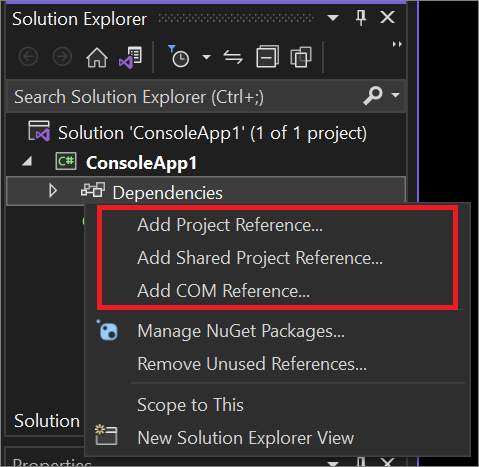 Solution Explorer
Search Solution Explorer (Ctrl+;)
Solution 'ConsoleApp1' (1 of 1 project)
C# ConsoleApp1
Dependencies
Add Project Reference...
Add Shared Project Reference...
Add COM Reference...
Manage NuGet Packages...
Remove Unused References...
Scope to This
New Solution Explorer View
Solution
Properties